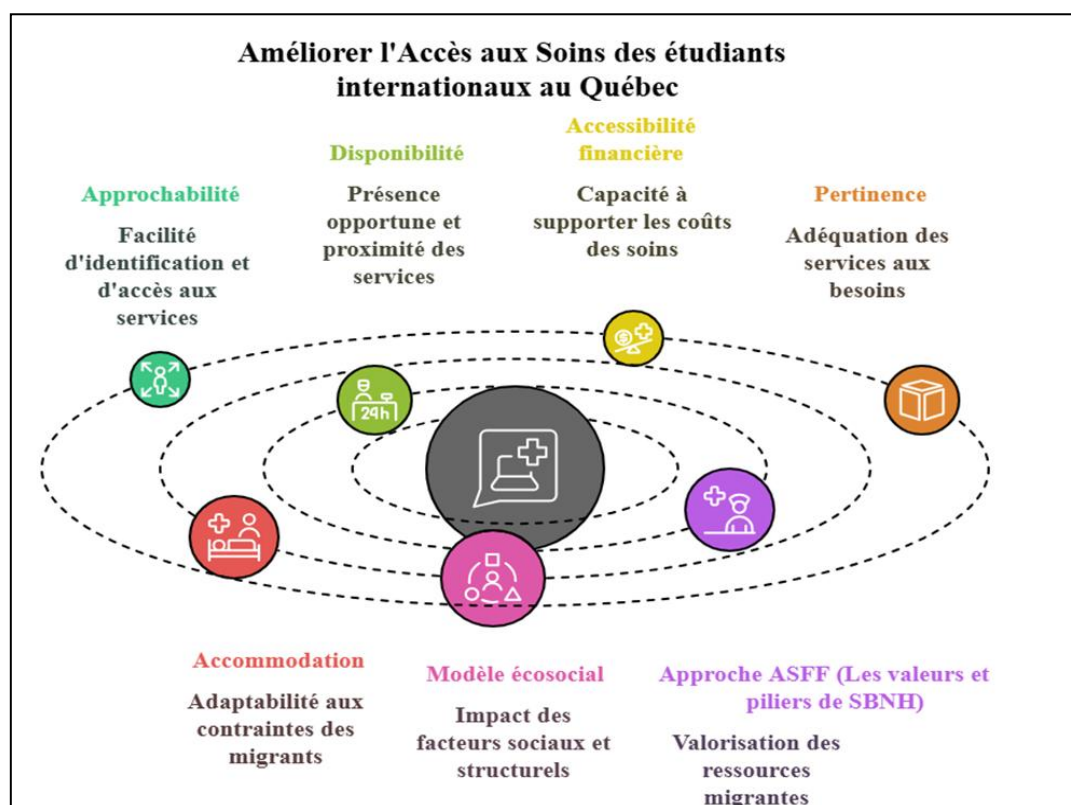 Améliorer l'Accès aux Soins des étudiants
internationaux au Québec
Approchabilité
Facilité
d'identification et
d'accès aux
services
Disponibilité
Présence
opportune et
proximité des
services
Accessibilité
financière
Capacité à
supporter les coûts
des soins
Pertinence
Adéquation des
services aux
besoins
24h
Accommodation
Adaptabilité aux
contraintes des
migrants
Modèle écosocial
Impact des
facteurs sociaux et
structurels
Approche ASFF (Les valeurs et
piliers de SBNH)
Valorisation des
ressources
migrantes